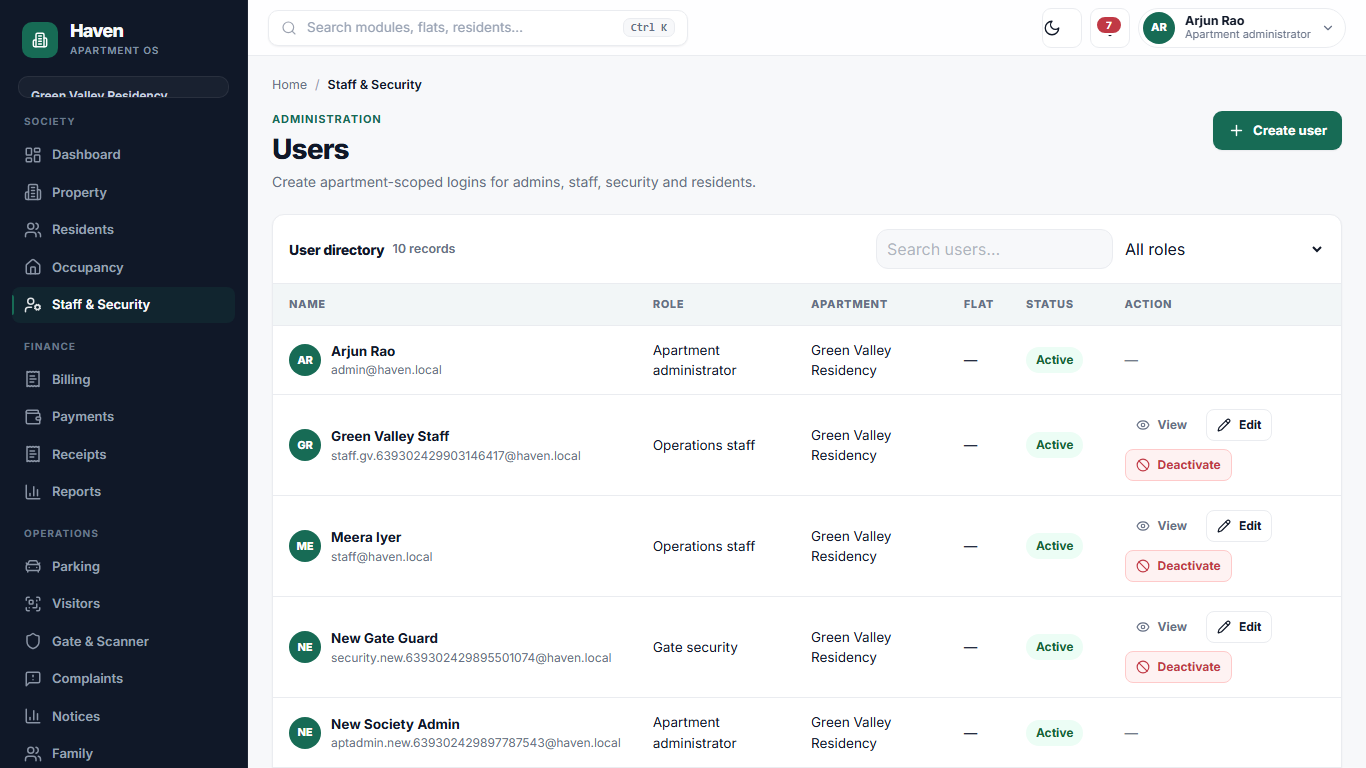 Haven
APARTMENT OS
Green Valley Residency
SOCIETY
Dashboard
Property
Residents
Occupancy
Staff & Security
FINANCE
Billing
Payments
Receipts
Reports
OPERATIONS
Parking
Visitors
Gate & Scanner
Complaints
Notices
Family
Search modules, flats, residents... Ctrl K
7
AR Arjun Rao
Apartment administrator
Home / Staff & Security
ADMINISTRATION
Users
Create apartment-scoped logins for admins, staff, security and residents.
Create user
User directory 10 records
Search users...
All roles
NAME ROLE APARTMENT FLAT STATUS ACTION
AR Arjun Rao
admin@haven.local
Apartment
administrator
Green Valley
Residency
— Active —
GR Green Valley Staff
staff.gv.639302429903146417@haven.local
Operations staff
Green Valley
Residency
— Active
View Edit
Deactivate
ME Meera Iyer
staff@haven.local
Operations staff
Green Valley
Residency
— Active
View Edit
Deactivate
NE New Gate Guard
security.new.639302429895501074@haven.local
Gate security
Green Valley
Residency
— Active
View Edit
Deactivate
NE New Society Admin
aptadmin.new.639302429897787543@haven.local
Apartment
administrator
Green Valley
Residency
— Active —